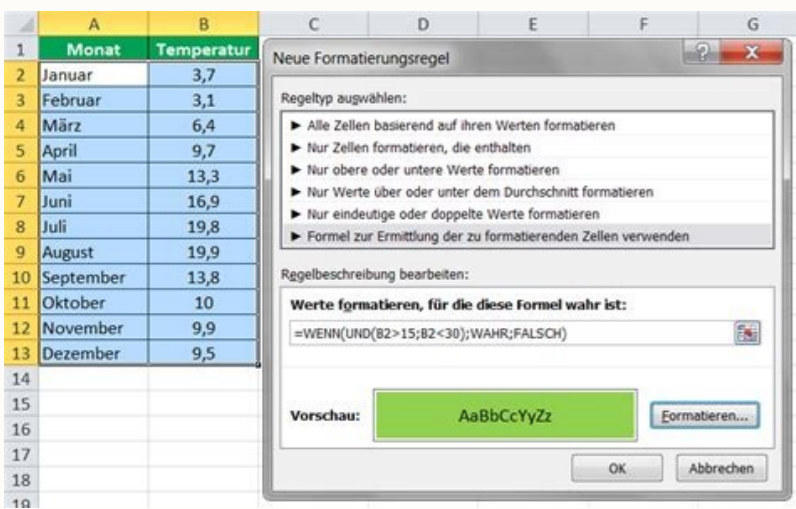 A B C D E F G
1 Monat Temperatur
2 Januar 3,7
3 Februar 3,1
4 März 6,4
5 April 9,7
6 Mai 13,3
7 Juni 16,9
8 Juli 19,8
9 August 19,9
10 September 13,8
11 Oktober 10
12 November 9,9
13 Dezember 9,5
14
15
16
17
18
19
Neue Formatierungsregel
Regeltyp auswählen:
► Alle Zellen basierend auf ihren Werten formatieren
► Nur Zellen formatieren, die enthalten
► Nur obere oder untere Werte formatieren
► Nur Werte über oder unter dem Durchschnitt formatieren
► Nur eindeutige oder doppelte Werte formatieren
► Formel zur Ermittlung der zu formatierenden Zellen verwenden
Regelbeschreibung bearbeiten:
Werte formatieren, für die diese Formel wahr ist:
=WENN(UND(B2>15;B2<30);WAHR;FALSCH)
Vorschau: AaBbCcYyZz Formatieren...
OK Abbrechen